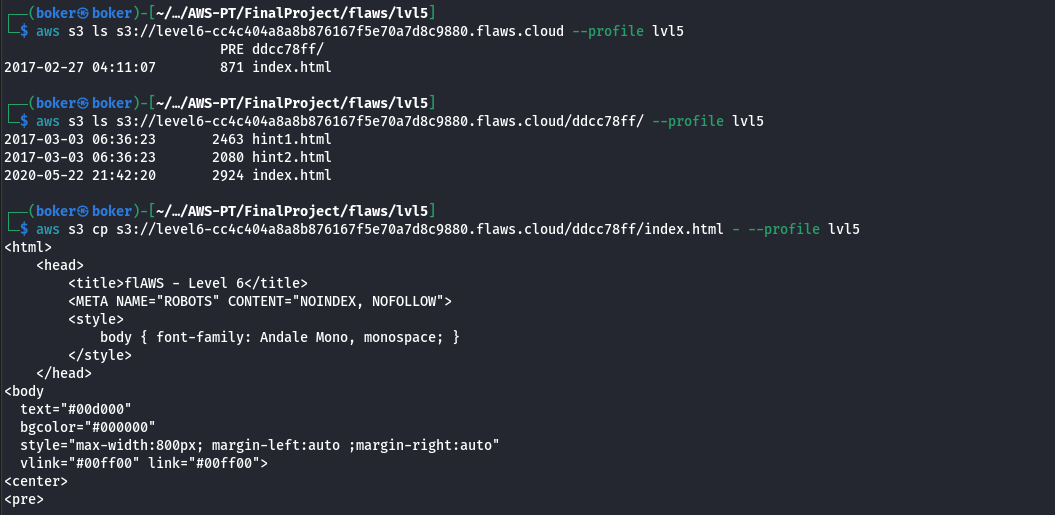 ┌──(boker㉿boker)-[~/…/AWS-PT/FinalProject/flaws/lvl5]
└─$ aws s3 ls s3://level6-cc4c404a8a8b876167f5e70a7d8c9880.flaws.cloud --profile lvl5
                           PRE ddcc78ff/
2017-02-27 04:11:07        871 index.html

┌──(boker㉿boker)-[~/…/AWS-PT/FinalProject/flaws/lvl5]
└─$ aws s3 ls s3://level6-cc4c404a8a8b876167f5e70a7d8c9880.flaws.cloud/ddcc78ff/ --profile lvl5
2017-03-03 06:36:23       2463 hint1.html
2017-03-03 06:36:23       2080 hint2.html
2020-05-22 21:42:20       2924 index.html

┌──(boker㉿boker)-[~/…/AWS-PT/FinalProject/flaws/lvl5]
└─$ aws s3 cp s3://level6-cc4c404a8a8b876167f5e70a7d8c9880.flaws.cloud/ddcc78ff/index.html - --profile lvl5
<html>
    <head>
        <title>flAWS - Level 6</title>
        <META NAME="ROBOTS" CONTENT="NOINDEX, NOFOLLOW">
        <style>
            body { font-family: Andale Mono, monospace; }
        </style>
    </head>
<body
  text="#00d000"
  bgcolor="#000000"
  style="max-width:800px; margin-left:auto ;margin-right:auto"
  vlink="#00ff00" link="#00ff00">
<center>
<pre>